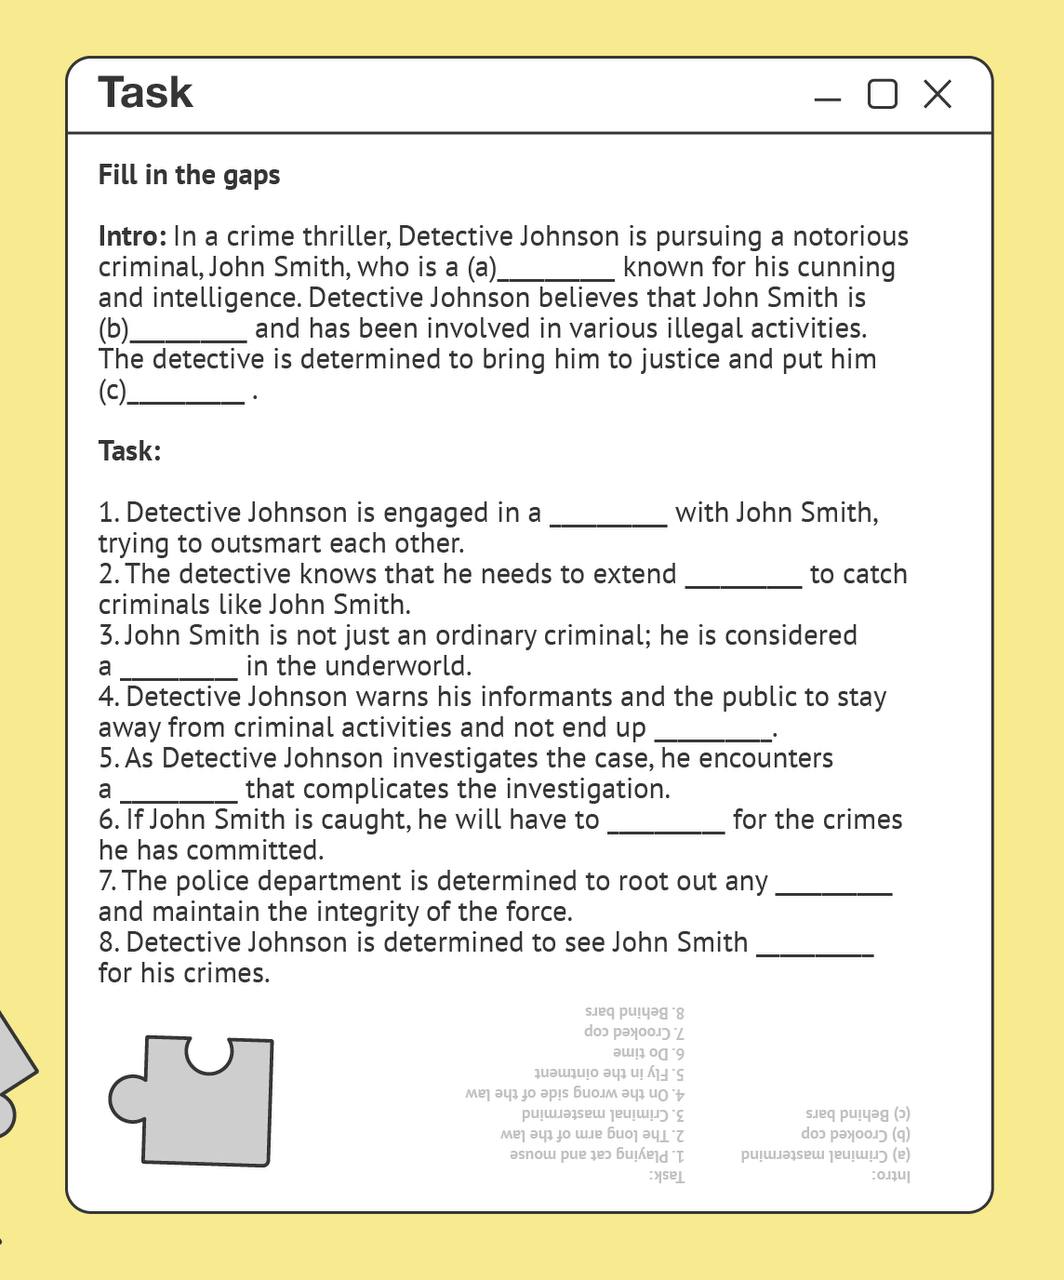 Task
Fill in the gaps
Intro: In a crime thriller, Detective Johnson is pursuing a notorious
criminal, John Smith, who is a (a)_________ known for his cunning
and intelligence. Detective Johnson believes that John Smith is
(b)_________ and has been involved in various illegal activities.
The detective is determined to bring him to justice and put him
(c)_________ .
Task:
1. Detective Johnson is engaged in a _________ with John Smith,
trying to outsmart each other.
2. The detective knows that he needs to extend _________ to catch
criminals like John Smith.
3. John Smith is not just an ordinary criminal; he is considered
a _________ in the underworld.
4. Detective Johnson warns his informants and the public to stay
away from criminal activities and not end up _________.
5. As Detective Johnson investigates the case, he encounters
a _________ that complicates the investigation.
6. If John Smith is caught, he will have to _________ for the crimes
he has committed.
7. The police department is determined to root out any _________
and maintain the integrity of the force.
8. Detective Johnson is determined to see John Smith _________
for his crimes.
Intro:
(a) Criminal mastermind
(b) Crooked cop
(c) Behind bars
Task:
1. Playing cat and mouse
2. The long arm of the law
3. Criminal mastermind
4. On the wrong side of the law
5. Fly in the ointment
6. Do time
7. Crooked cop
8. Behind bars